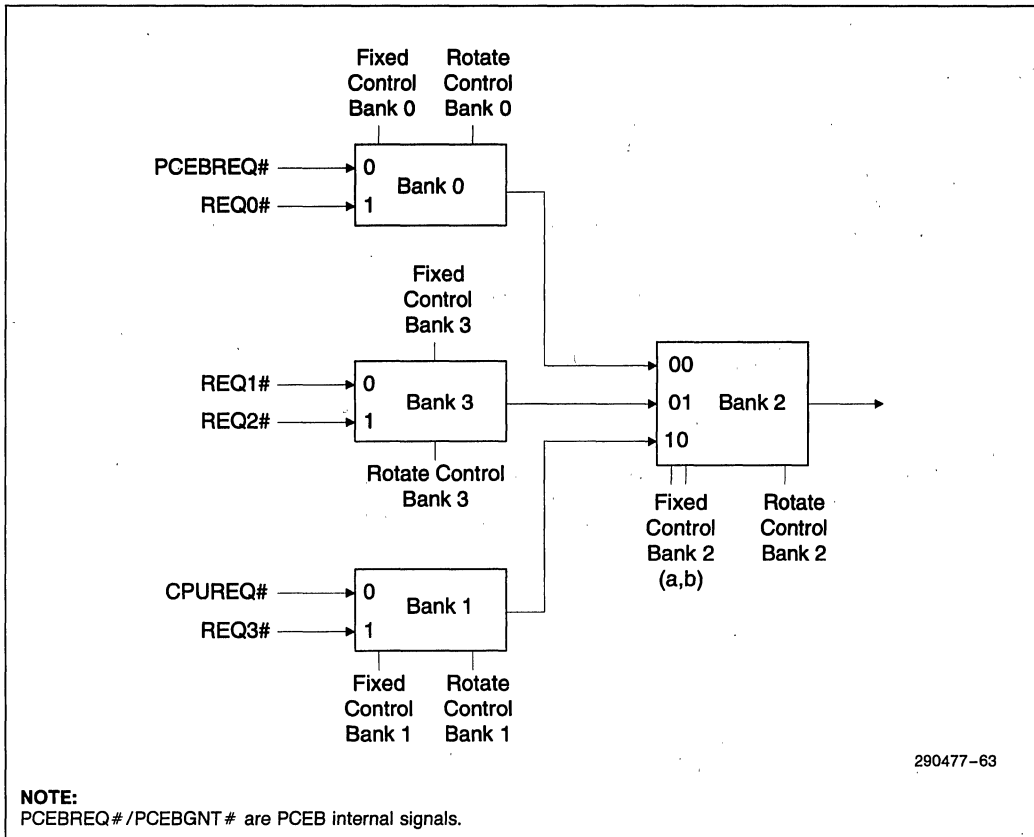 Fixed
Control
Bank 0
Rotate
Control
Bank 0
PCEBREQ#
0
Bank 0
REQ0#
1
Fixed
Control
Bank 3
REQ1#
0
Bank 3
REQ2#
1
Rotate Control
Bank 3
00
01
Bank 2
10
Fixed
Control
Bank 2
(a,b)
Rotate
Control
Bank 2
CPUREQ#
0
Bank 1
REQ3#
1
Fixed
Control
Bank 1
Rotate
Control
Bank 1
290477-63
NOTE:
PCEBREQ#/PCEBGNT# are PCEB internal signals.